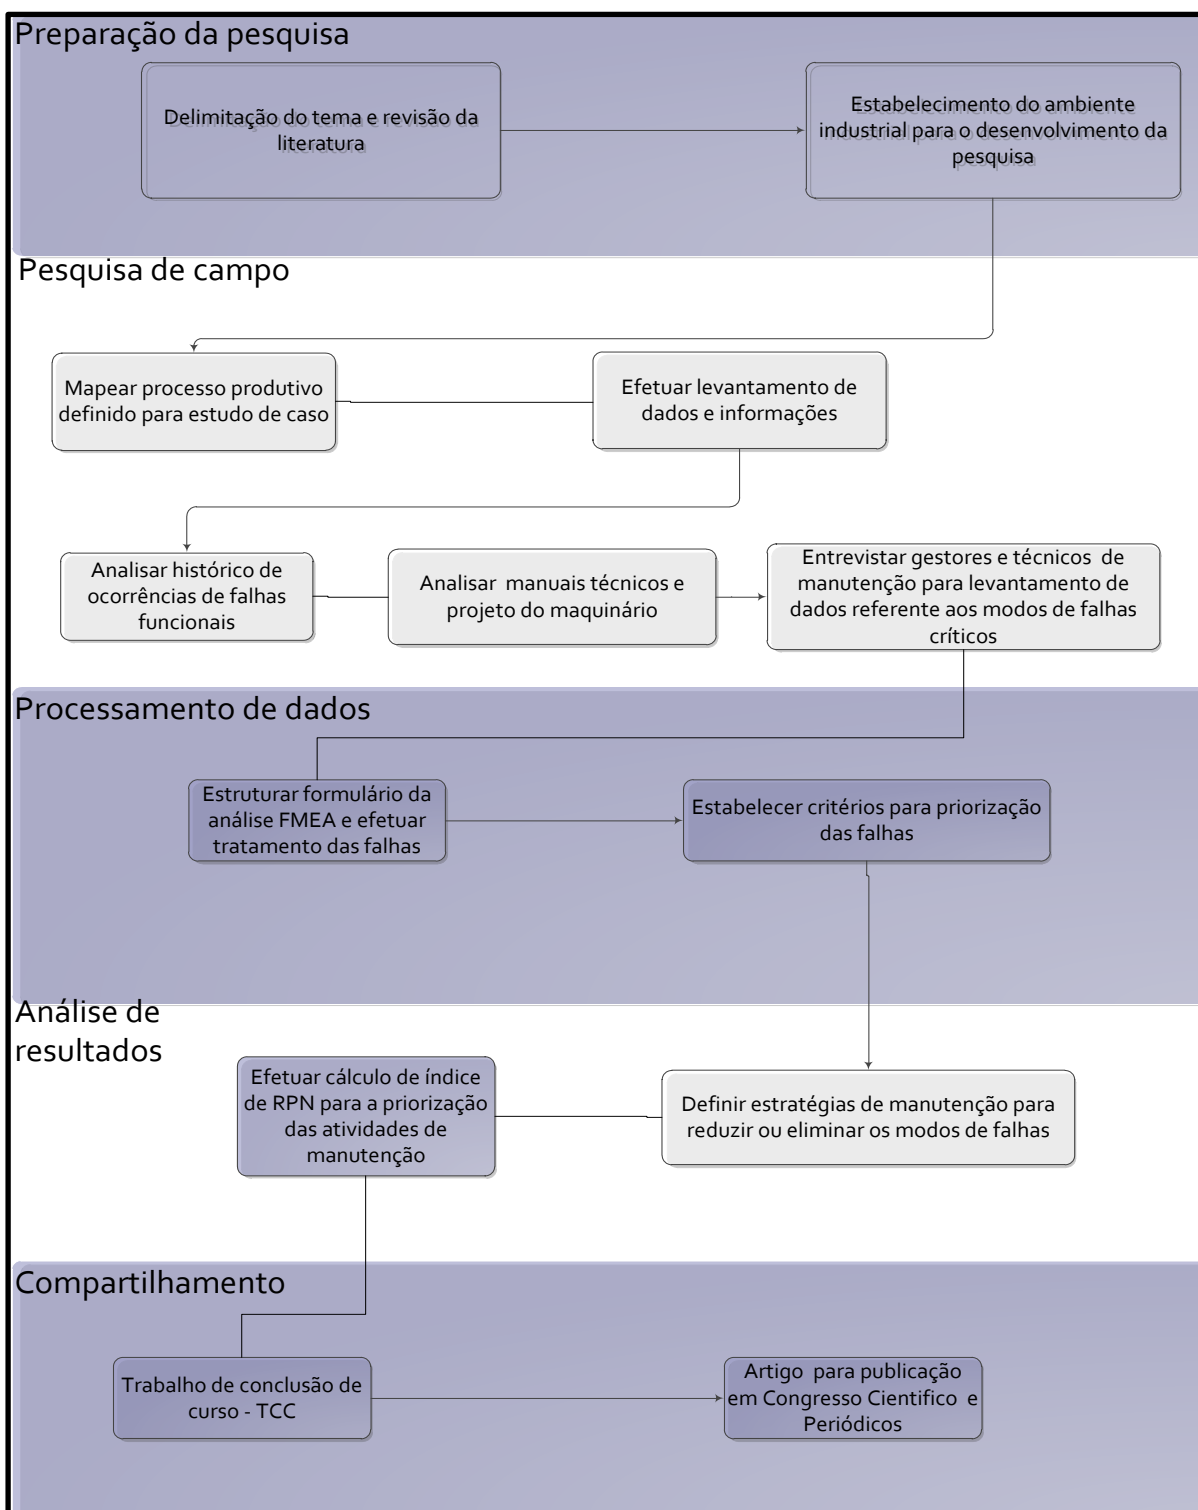 Preparação da pesquisa
Delimitação do tema e revisão da
literatura
Estabelecimento do ambiente
industrial para o desenvolvimento da
pesquisa
Pesquisa de campo
Mapear processo produtivo
definido para estudo de caso
Efetuar levantamento de
dados e informações
Analisar histórico de
ocorrências de falhas
funcionais
Analisar manuais técnicos e
projeto do maquinário
Entrevistar gestores e técnicos de
manutenção para levantamento de
dados referente aos modos de falhas
críticos
Processamento de dados
Estruturar formulário da
análise FMEA e efetuar
tratamento das falhas
Estabelecer critérios para priorização
das falhas
Análise de
resultados
Efetuar cálculo de índice
de RPN para a priorização
das atividades de
manutenção
Definir estratégias de manutenção para
reduzir ou eliminar os modos de falhas
Compartilhamento
Trabalho de conclusão de
curso - TCC
Artigo para publicação
em Congresso Cientifico e
Periódicos